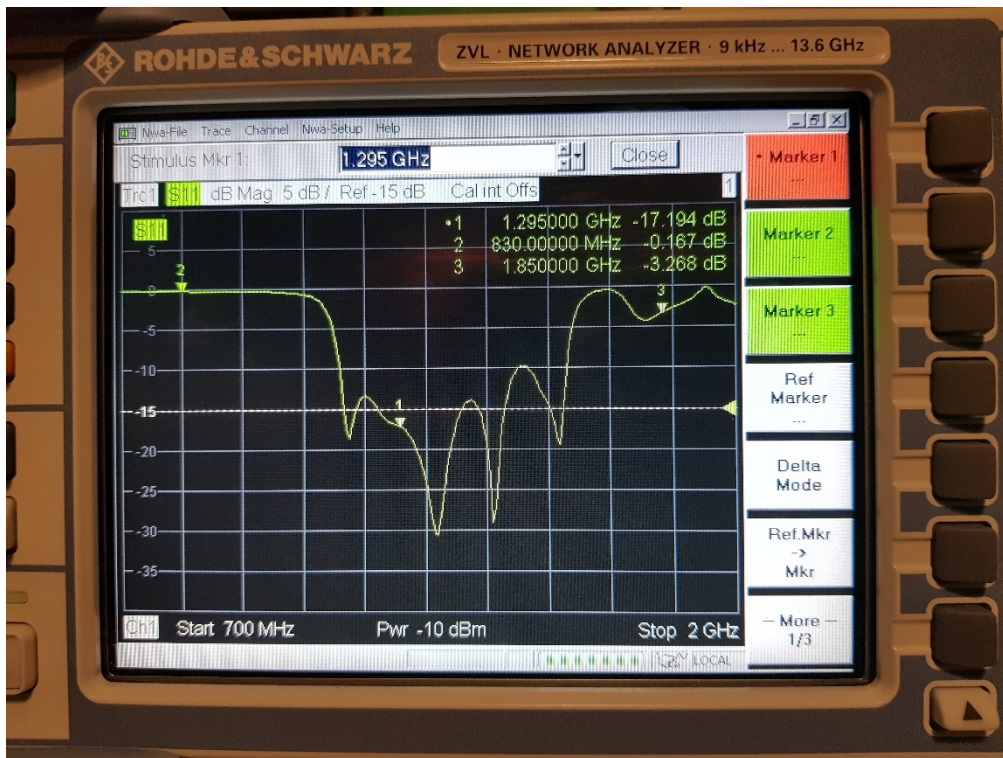 ROHDE&SCHWARZ
ZVL · NETWORK ANALYZER · 9 kHz ... 13.6 GHz
Nwa-File Trace Channel Nwa-Setup Help
Stimulus Mkr 1: 1.295 GHz Close
Trc1 S11 dB Mag 5 dB / Ref -15 dB Cal int Offs 1
S11
•1 1.295000 GHz -17.194 dB
2 830.00000 MHz -0.167 dB
3 1.850000 GHz -3.268 dB
5
2
3
0
-5
-10
1
-15
-20
-25
-30
-35
Ch1 Start 700 MHz Pwr -10 dBm Stop 2 GHz
LOCAL
• Marker 1
...
Marker 2
...
Marker 3
...
Ref
Marker
...
Delta
Mode
Ref.Mkr
->
Mkr
— More —
1/3